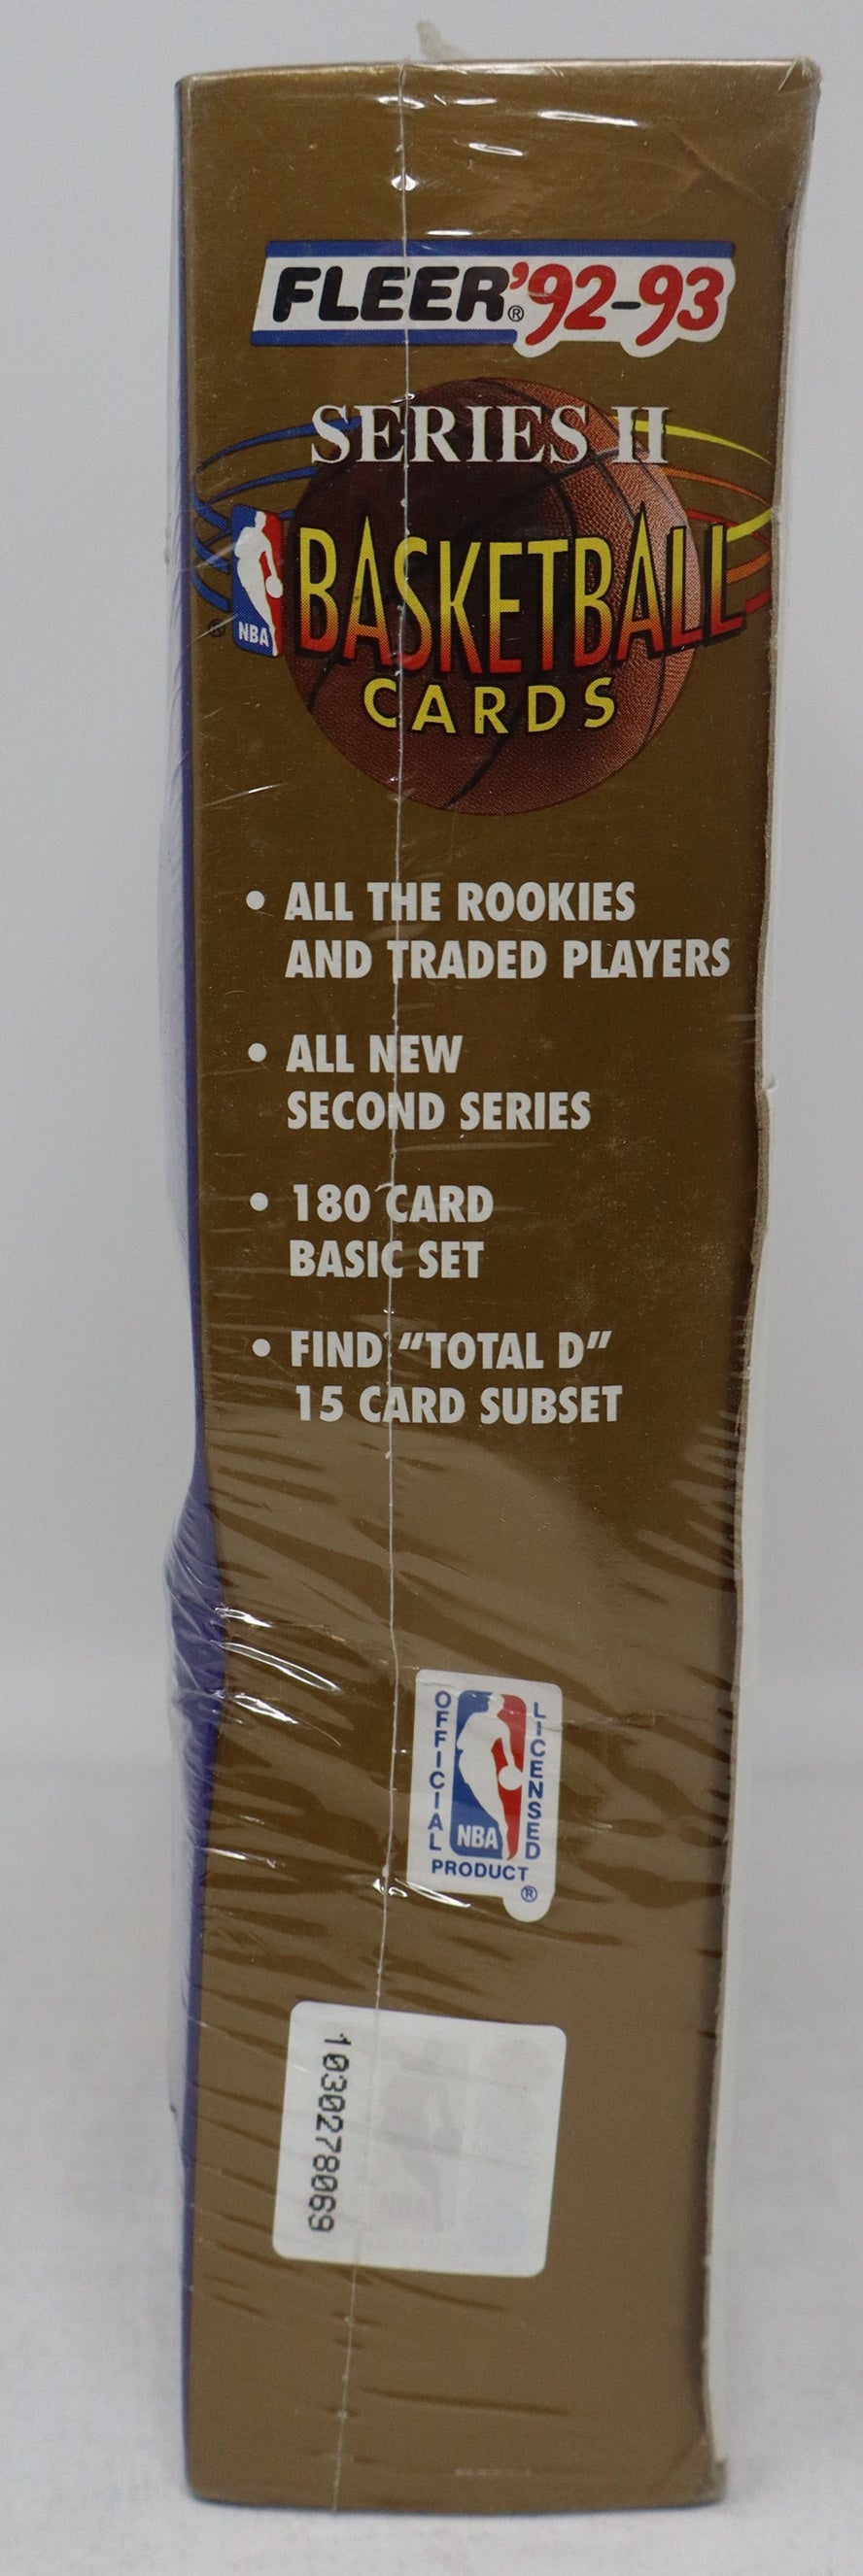 FLEER® '92-93
SERIES II
NBA
®
BASKETBALL
CARDS
• ALL THE ROOKIES
AND TRADED PLAYERS
• ALL NEW
SECOND SERIES
• 180 CARD
BASIC SET
• FIND “TOTAL D”
15 CARD SUBSET
OFFICIAL
LICENSED
NBA
PRODUCT
®
1030278069